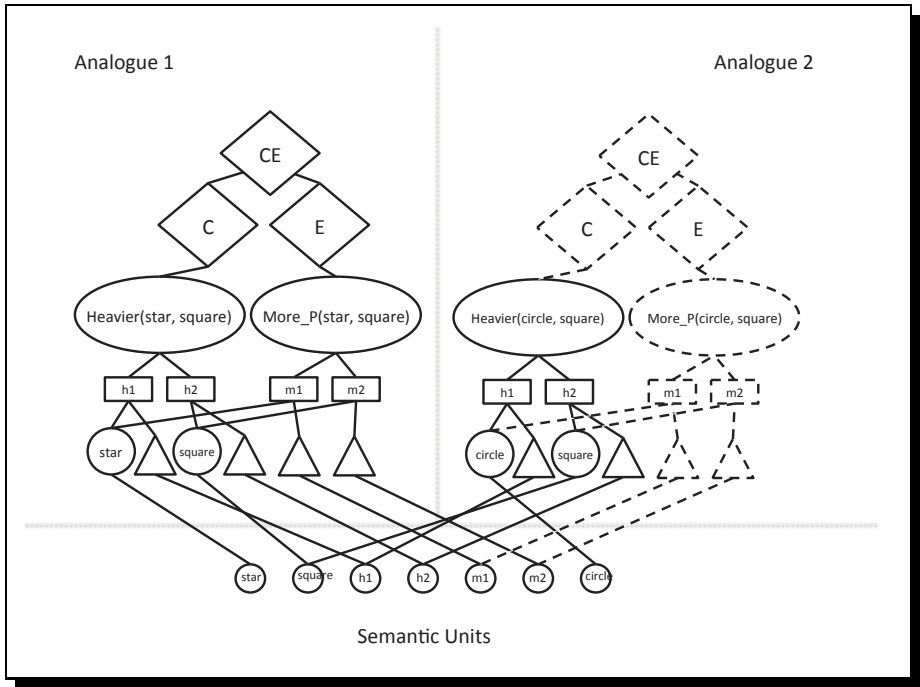 Analogue 1
Analogue 2
CE
CE
C
E
C
E
Heavier(star, square)
More_P(star, square)
Heavier(circle, square)
More_P(circle, square)
h1
h2
m1
m2
h1
h2
m1
m2
star
square
circle
square
star
square
h1
h2
m1
m2
circle
Semantic Units